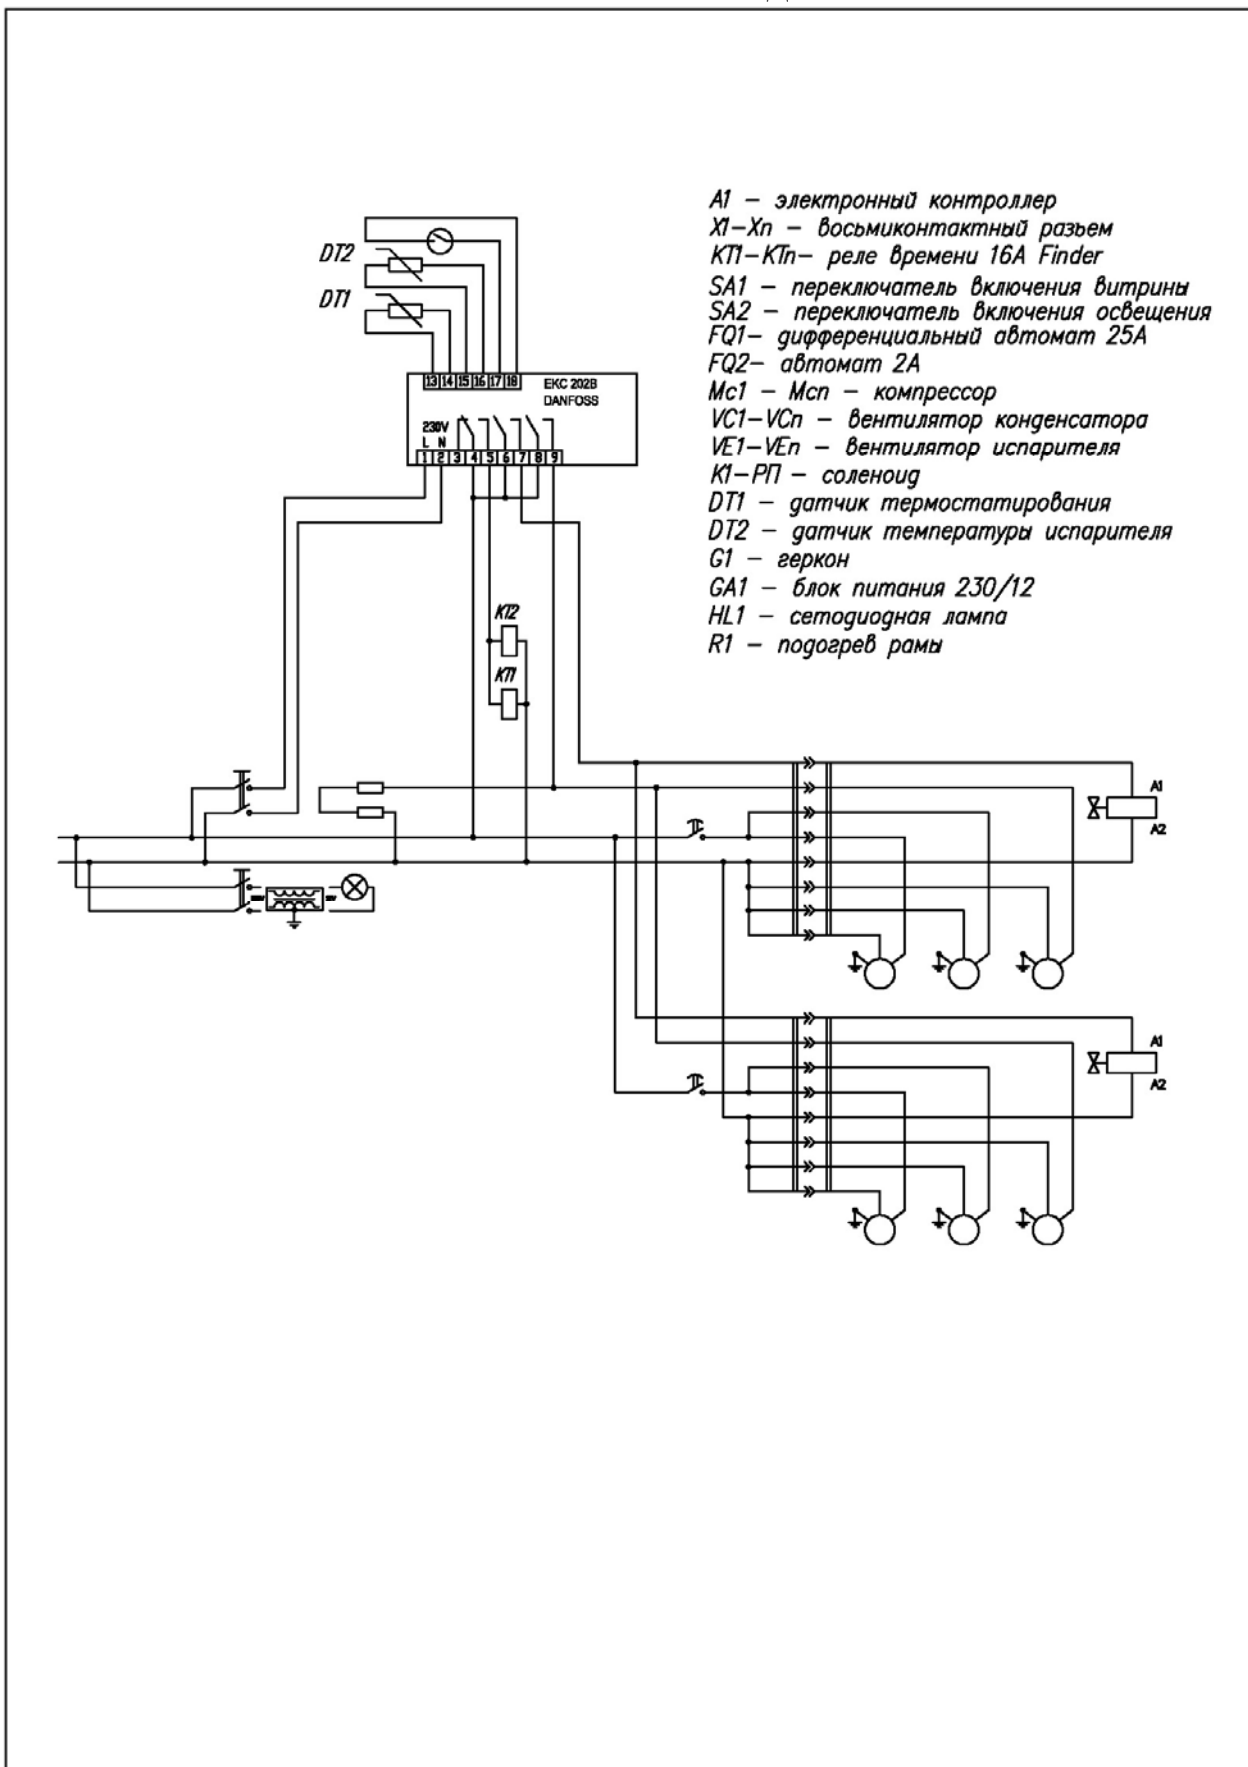 A1 – электронный контроллер
X1-Xn – восьмиконтактный разъем
KT1-KTn- реле времени 16А Finder
SA1 – переключатель включения витрины
SA2 – переключатель включения освещения
FQ1- дифференциальный автомат 25А
FQ2- автомат 2А
Mc1 - Mcn - компрессор
VC1-VCn - вентилятор конденсатора
VE1-VEn - вентилятор испарителя
K1-РП - соленоид
DT1 - датчик термостатирования
DT2 - датчик температуры испарителя
G1 - геркон
GA1 - блок питания 230/12
HL1 - сетодиодная лампа
R1 - подогрев рамы
DT2
DT1
13 14 15 16 17 18
EKC 202B
DANFOSS
230V
L N
1 2 3 4 5 6 7 8 9
KT2
KT1
A1
A2
A1
A2